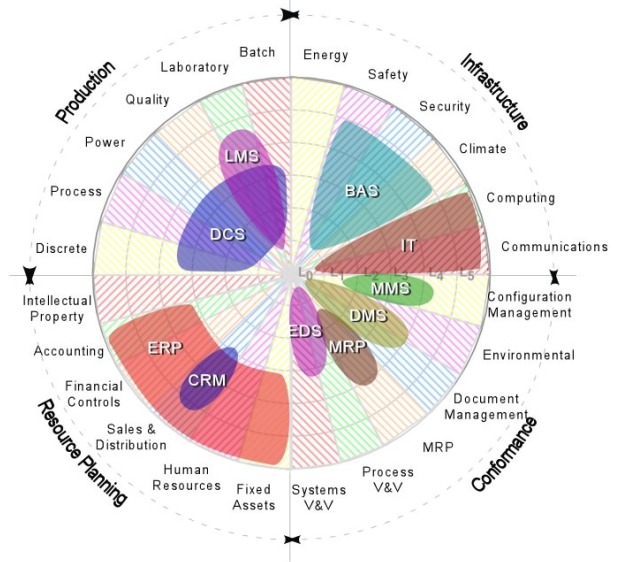 Batch
Energy
Laboratory
Safety
Production
Infrastructure
Quality
Security
Power
Climate
LMS
Process
BAS
Computing
DCS
Discrete
IT
Communications
L0 L1 L2 L3 L4 L5
MMS
Intellectual
Property
Configuration
Management
EDS
DMS
Accounting
ERP
MRP
Environmental
CRM
Financial
Controls
Document
Management
Resource Planning
Conformance
Sales &
Distribution
MRP
Human
Resources
Process
V&V
Fixed
Assets
Systems
V&V